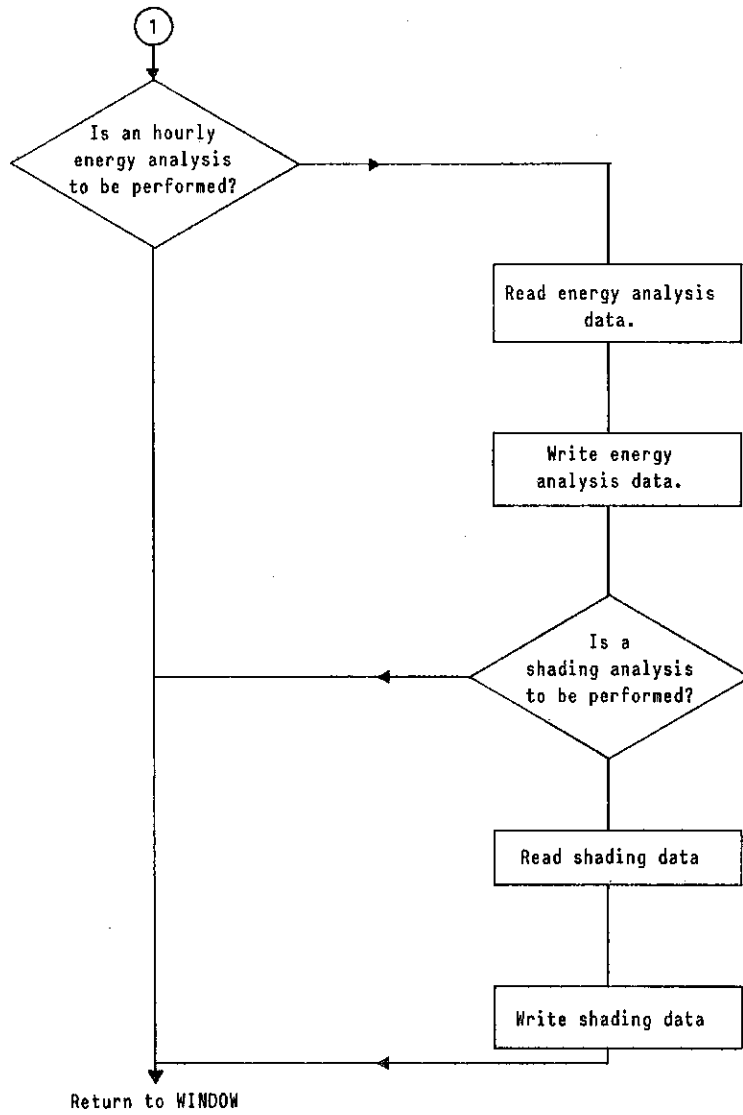 1
Is an hourly
energy analysis
to be performed?
Read energy analysis
data.
Write energy
analysis data.
Is a
shading analysis
to be performed?
Read shading data
Write shading data
Return to WINDOW